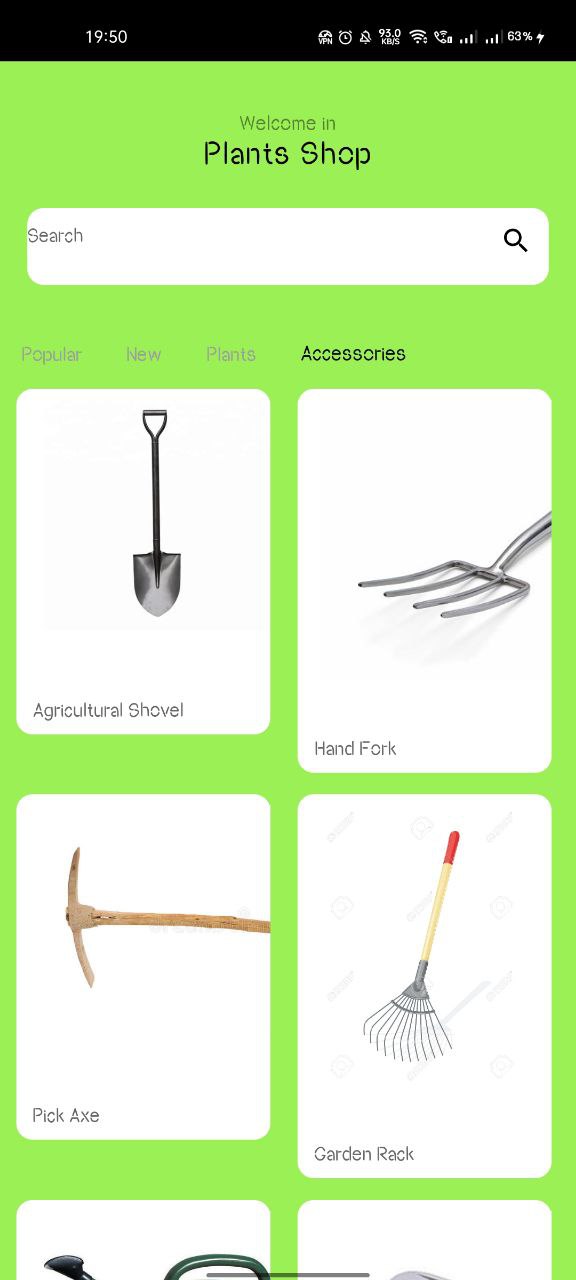 19:50
VPN 93.0 KB/S 63%
Welcome in
Plants Shop
Search
Popular New Plants Accessories
Agricultural Shovel
Hand Fork
Pick Axe
Garden Rack